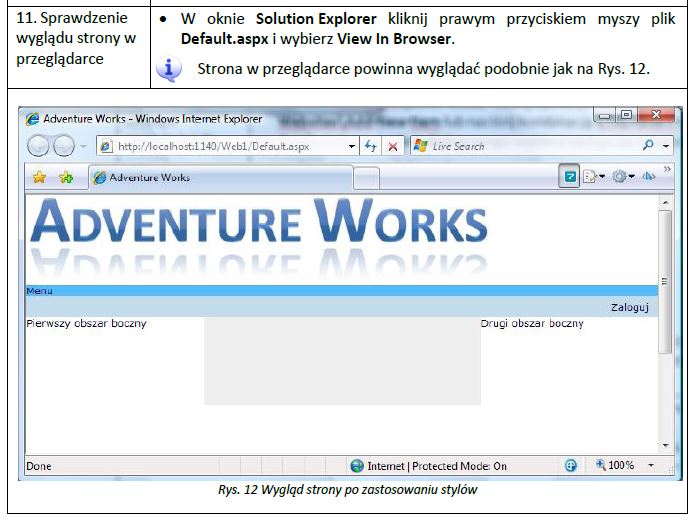 11. Sprawdzenie
wyglądu strony w
przeglądarce
• W oknie Solution Explorer kliknij prawym przyciskiem myszy plik
Default.aspx i wybierz View In Browser.
Strona w przeglądarce powinna wyglądać podobnie jak na Rys. 12.
Adventure Works - Windows Internet Explorer
http://localhost:1140/Web1/Default.aspx
Live Search
Adventure Works
ADVENTURE WORKS
Menu
Zaloguj
Pierwszy obszar boczny
Drugi obszar boczny
Done
Internet | Protected Mode: On
100%
Rys. 12 Wygląd strony po zastosowaniu stylów